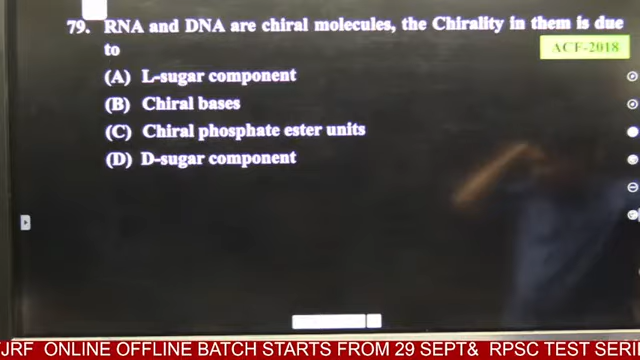 79. RNA and DNA are chiral molecules, the Chirality in them is due
to
ACF-2018
(A) L-sugar component
(B) Chiral bases
(C) Chiral phosphate ester units
(D) D-sugar component
JRF ONLINE OFFLINE BATCH STARTS FROM 29 SEPT& RPSC TEST SERI